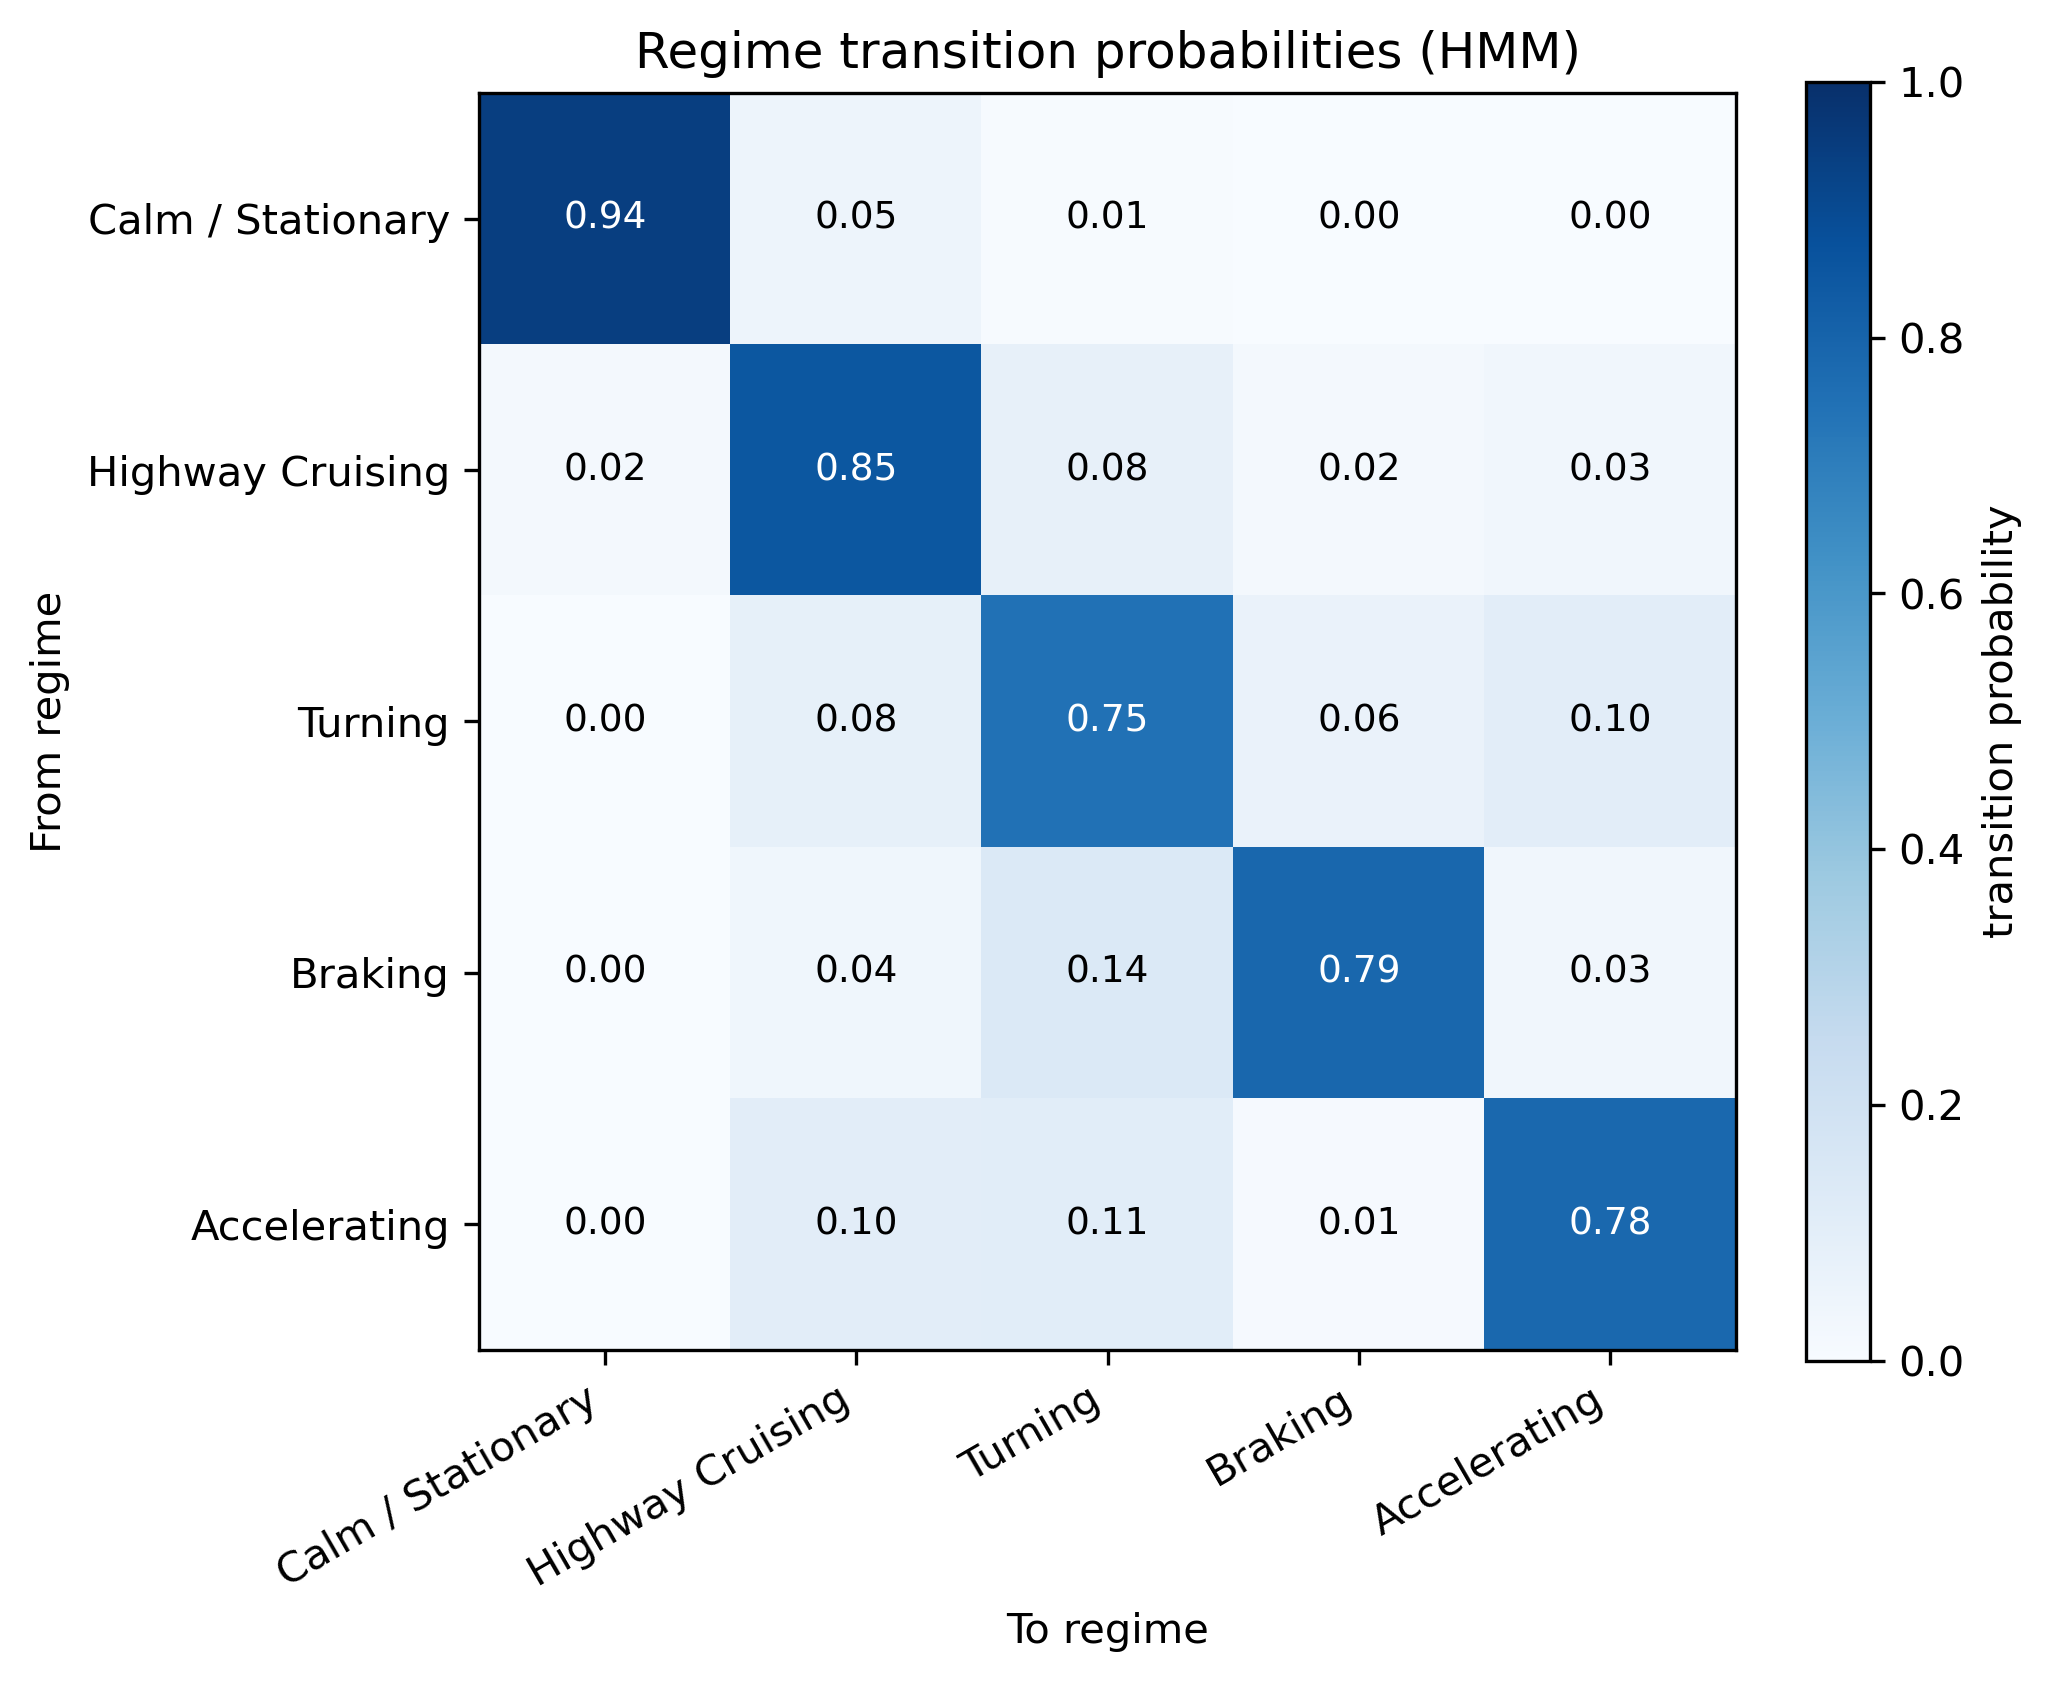 Regime transition probabilities (HMM)
From regime
Calm / Stationary 0.94 0.05 0.01 0.00 0.00
Highway Cruising 0.02 0.85 0.08 0.02 0.03
Turning 0.00 0.08 0.75 0.06 0.10
Braking 0.00 0.04 0.14 0.79 0.03
Accelerating 0.00 0.10 0.11 0.01 0.78
Calm / Stationary
Highway Cruising
Turning
Braking
Accelerating
To regime
1.0
0.8
0.6
0.4
0.2
0.0
transition probability